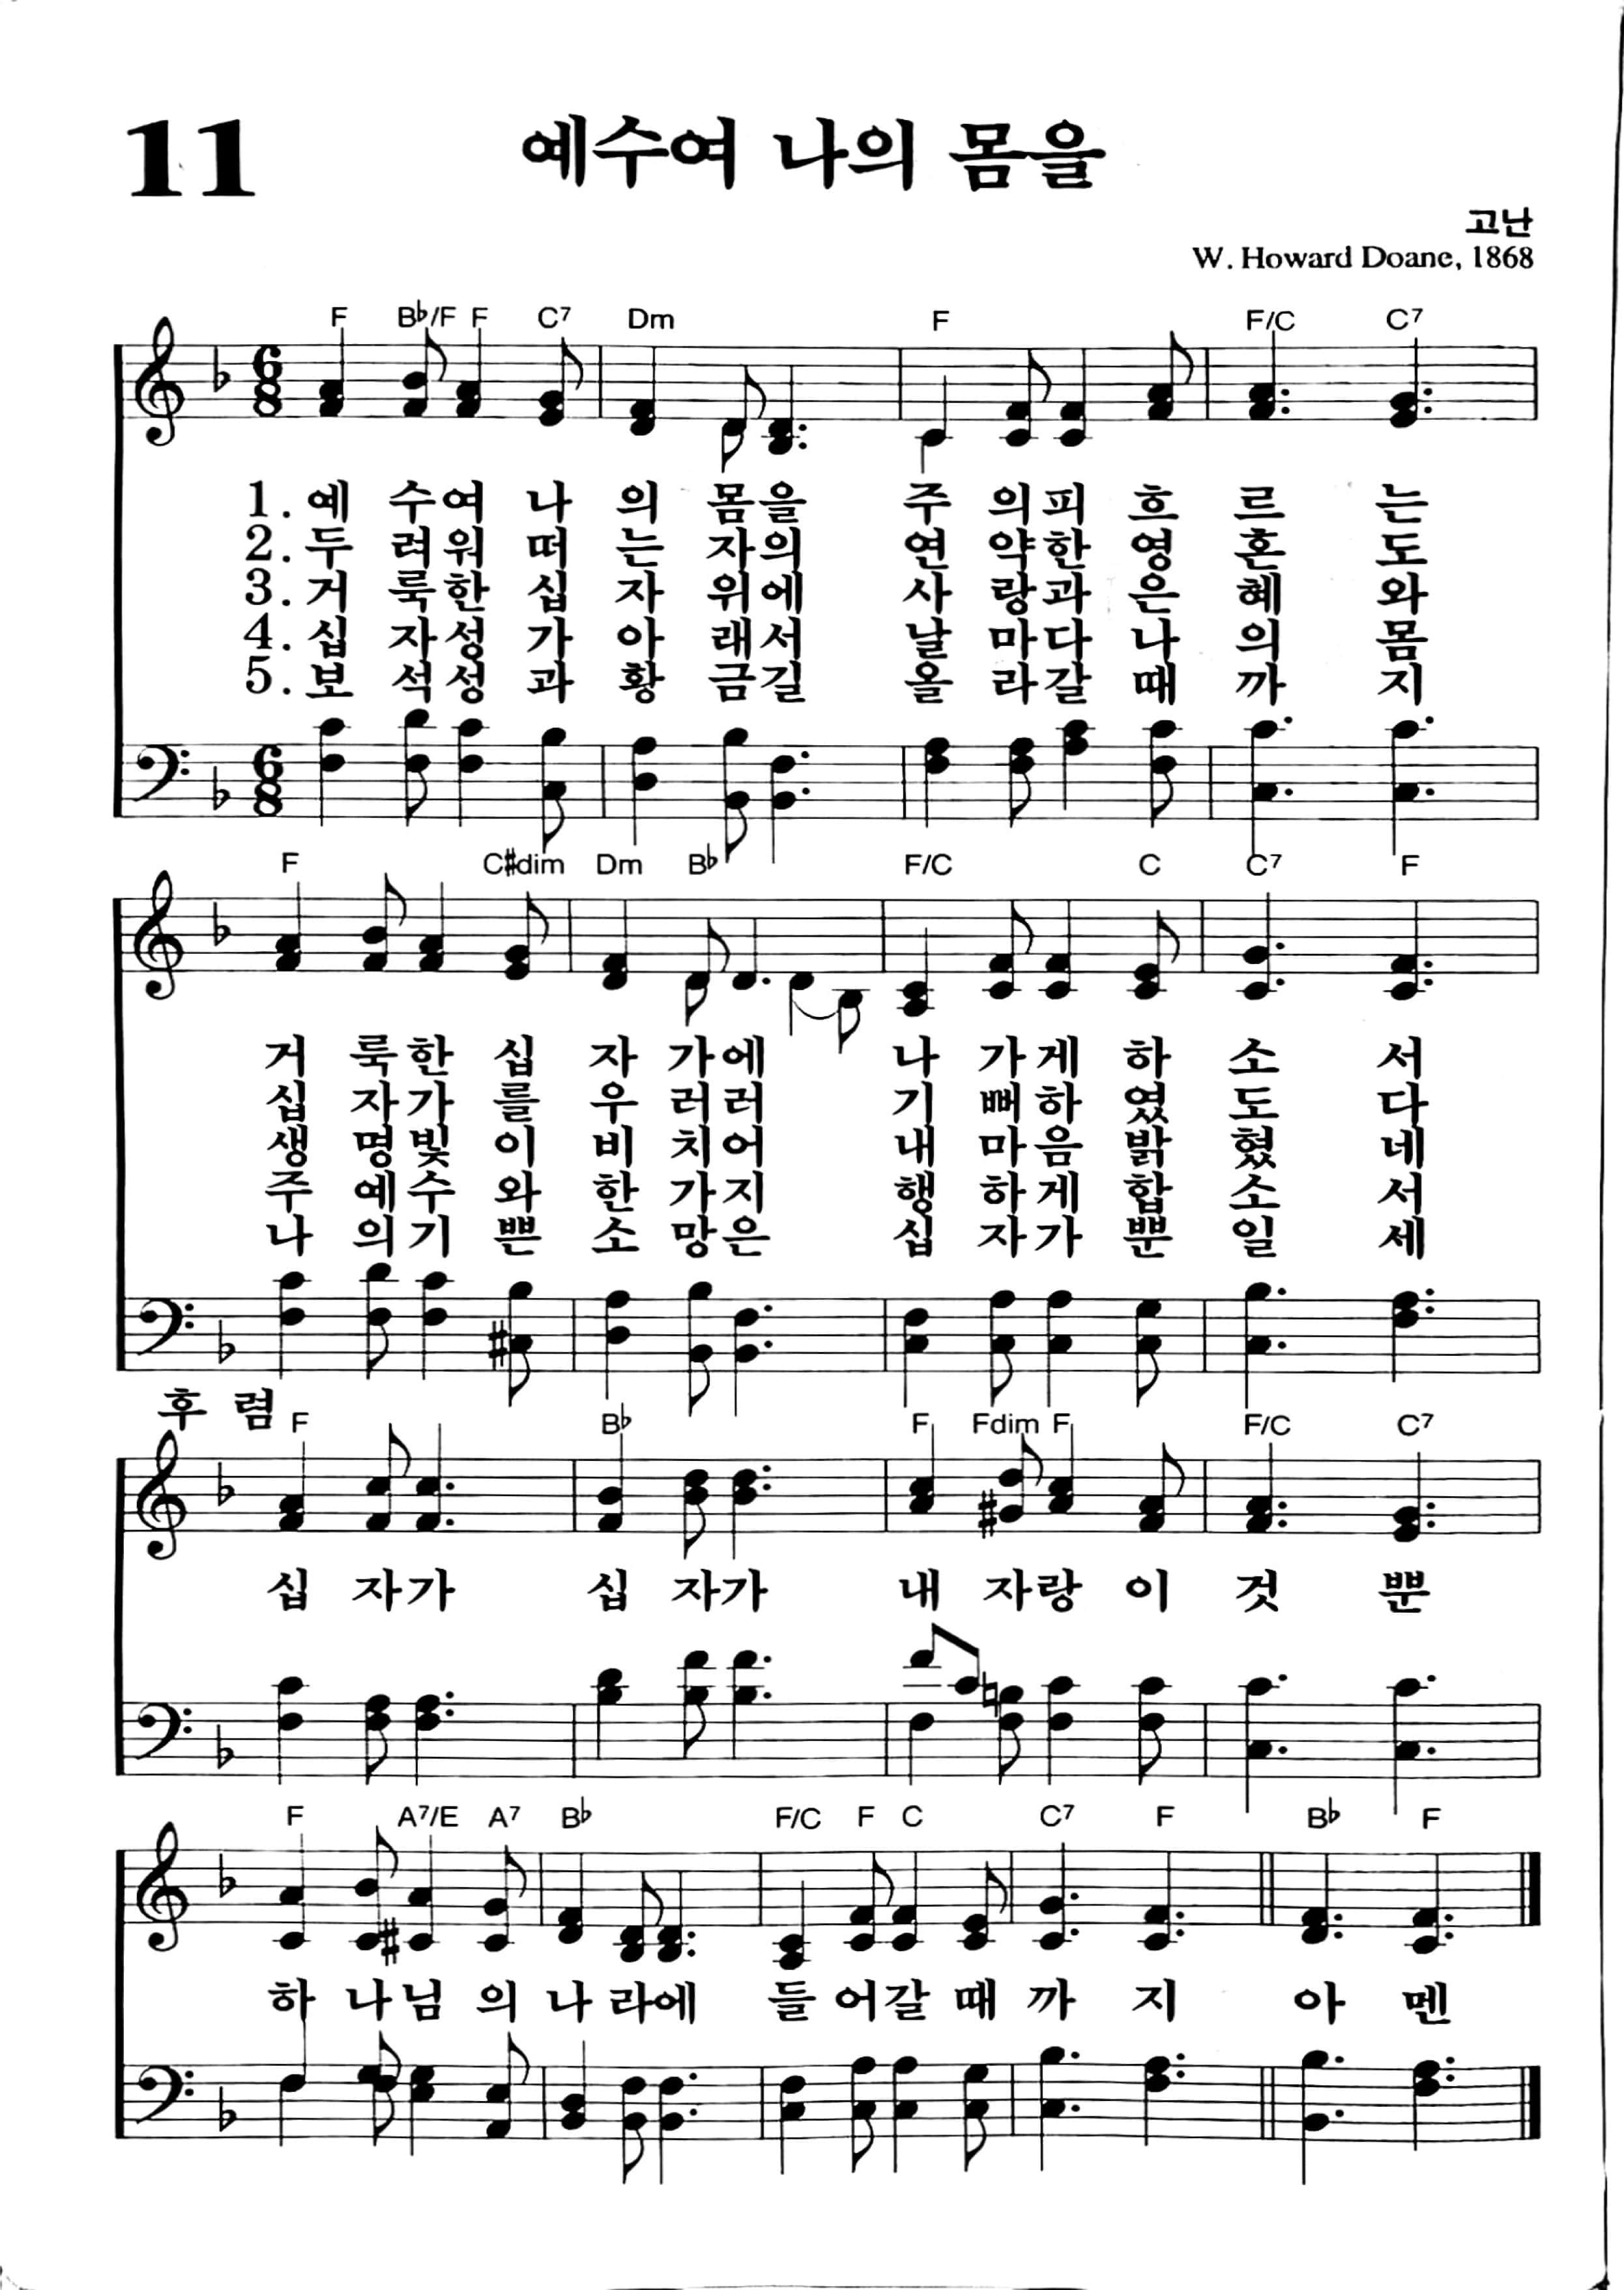 11
예수여 나의 몸을
고난
W. Howard Doane, 1868
F B♭/F F C7 Dm F F/C C7
1. 예 수여 나 의 몸을 주 의피 흐 르 는
2. 두 려워 떠 는 자의 연 약한 영 혼 도
3. 거 룩한 십 자 위에 사 랑과 은 혜 와
4. 십 자성 가 아 래서 날 마다 나 의 몸
5. 보 석성 과 황 금길 올 라갈 때 까 지
F C#dim Dm B♭ F/C C C7 F
거 룩한 십 자 가에 나 가게 하 소 서
십 자가 를 우 러러 기 뻐하 였 도 다
생 명빛 이 비 치어 내 마음 밝 혔 네
주 예수 와 한 가지 행 하게 합 소 서
나 의기 쁜 소 망은 십 자가 뿐 일 세
후 렴
F B♭ F Fdim F F/C C7
십 자가 십 자가 내 자랑 이 것 뿐
F A7/E A7 B♭ F/C F C C7 F B♭ F
하 나님 의 나 라에 들 어갈 때 까 지 아 멘